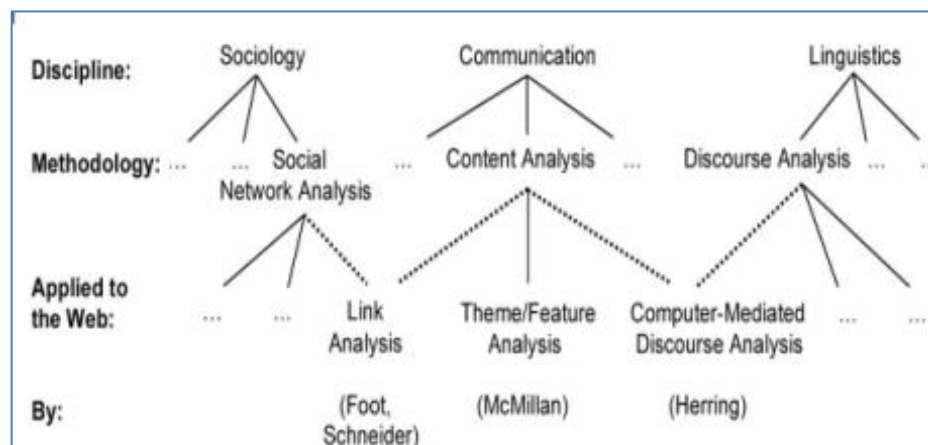 Discipline: Sociology Communication Linguistics
Methodology: ... ... Social ... Content Analysis ... Discourse Analysis ... ...
Network Analysis
Applied to
the Web: ... ... Link Theme/Feature Computer-Mediated ... ...
Analysis Analysis Discourse Analysis
By: (Foot, (McMillan) (Herring)
Schneider)